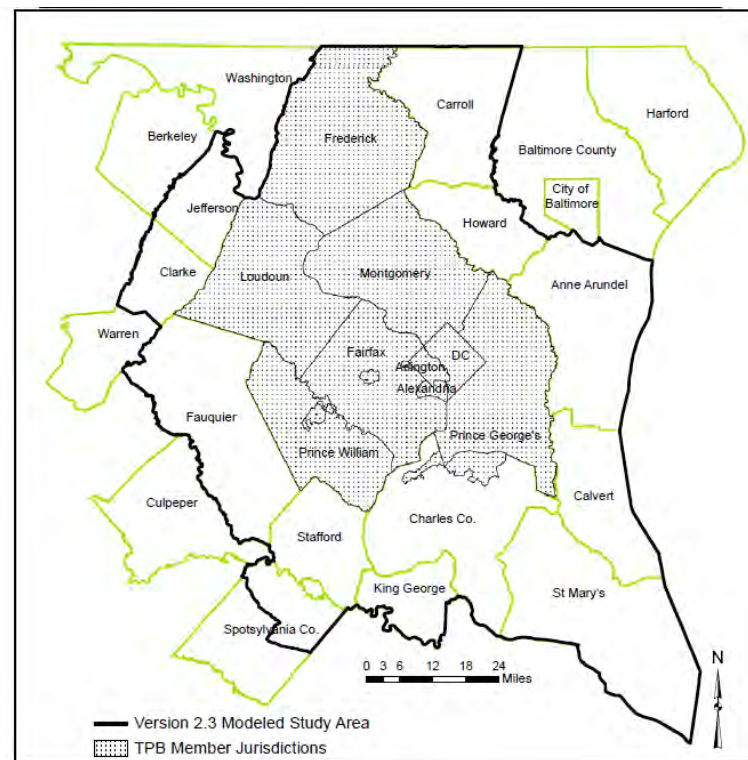 Washington
Carroll
Harford
Frederick
Berkeley
Baltimore County
City of
Baltimore
Jefferson
Howard
Montgomery
Loudoun
Clarke
Anne Arundel
Warren
Fairfax
DC
Arlington
Alexandria
Fauquier
Prince George's
Prince William
Culpeper
Calvert
Charles Co.
Stafford
King George
St Mary's
Spotsylvania Co.
0 3 6 12 18 24
Miles
N
Version 2.3 Modeled Study Area
TPB Member Jurisdictions